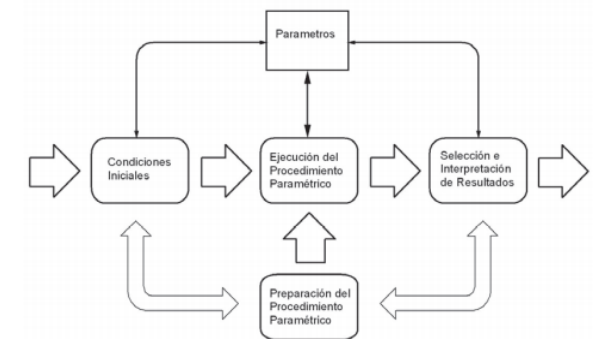 Parametros
Condiciones
Iniciales
Ejecución del
Procedimiento
Paramétrico
Selección e
Interpretación
de Resultados
Preparación del
Procedimiento
Paramétrico